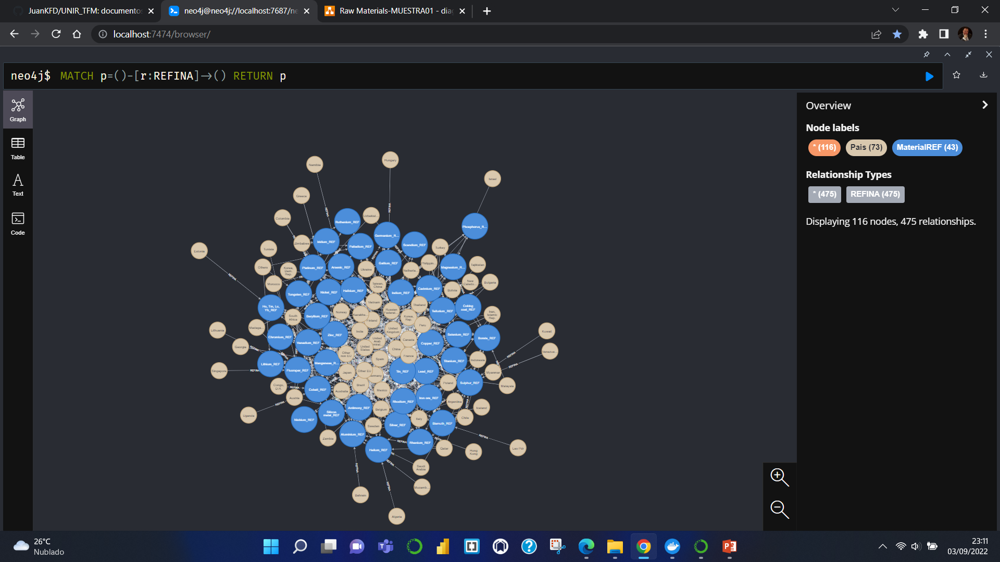 JuanKFD/UNIR_TFM: documentos
neo4j@neo4j://localhost:7687/ne
Raw Materials-MUESTRA01 - dia
localhost:7474/browser/
neo4j$ MATCH p=()-[r:REFINA]→() RETURN p
Graph
Table
Text
Code
Overview
Node labels
* (116) Pais (73) MaterialREF (43)
Relationship Types
* (475) REFINA (475)
Displaying 116 nodes, 475 relationships.
Namibia
Hungary
Israel
Greece
Colombia
Ruthenium_REF
Uzbekist...
Phosphorus_R...
Germanium_R...
Iridium_REF
Zimbabwe
Palladium_REF
Scandium_REF
Turkey
Estonia
Tunisia
Others
Korea, Dem. Rep.
Platinum_REF
Arsenic_REF
Ukraine
Gallium_REF
Netherla...
Philippin...
Magnesium_R...
Tajikistan
Morocco
Taiwan, China
New Caledo...
Bulgaria
Tungsten_REF
Nickel_REF
Hafnium_REF
Indium_REF
Cadmium_REF
Bolivia
Ho, Tm, Lu, Yb_REF
Vietnam
Thailand
Tellurium_REF
Coking coal_REF
South Africa
Beryllium_REF
Norway
Kazakhs...
Finland
Russian Federat...
Korea, Rep.
Peru
Iran, Islamic Rep.
Lithuania
Madaga...
Chromium_REF
Vanadium_REF
Zinc_REF
India
United Kingdom
United Arab Emirat...
Canada
Copper_REF
Selenium_REF
Borate_REF
Kuwait
Georgia
United States
China
France
Venezue...
Other non EU
Lithium_REF
Fluorspar_REF
Manganese_R...
Spain
Titanium_REF
Indonesia
Singapore
Japan
Other EU
Germany
Tin_REF
Lead_REF
Myanmar
Congo, D.R.
Cobalt_REF
Australia
Brazil
Mexico
Poland
Sulphur_REF
Malaysia
Austria
Rhodium_REF
Iron ore_REF
Argentina
Iceland
Uganda
Niobium_REF
Silicon metal_REF
Antimony_REF
Belgium
Italy
Chile
Zambia
Aluminium_REF
Sweden
Silver_REF
Bismuth_REF
Helium_REF
Rhenium_REF
Qatar
Hong Kong
Lao Pdr
Saudi Arabia
Mozamb...
Bahrain
Algeria
REFINA
REFINA
REFINA
REFINA
REFINA
REFINA
REFINA
REFINA
REFINA
REFINA
REFINA
REFINA
26°C
Nublado
23:11
03/09/2022